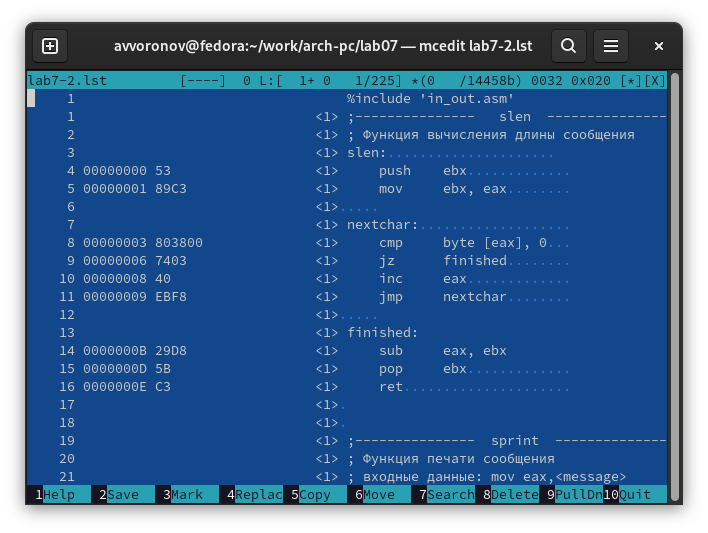 avvoronov@fedora:~/work/arch-pc/lab07 — mcedit lab7-2.lst
lab7-2.lst [----] 0 L:[ 1+ 0 1/225] *(0 /14458b) 0032 0x020 [*][X]
1 %include 'in_out.asm'
1 <1> ;--------------- slen ---------------
2 <1> ; Функция вычисления длины сообщения
3 <1> slen:.....................
4 00000000 53 <1> push ebx.............
5 00000001 89C3 <1> mov ebx, eax........
6 <1>.....
7 <1> nextchar:...................
8 00000003 803800 <1> cmp byte [eax], 0...
9 00000006 7403 <1> jz finished........
10 00000008 40 <1> inc eax.............
11 00000009 EBF8 <1> jmp nextchar........
12 <1>.....
13 <1> finished:
14 0000000B 29D8 <1> sub eax, ebx
15 0000000D 5B <1> pop ebx.............
16 0000000E C3 <1> ret.....................
17 <1>.
18 <1>.
19 <1> ;--------------- sprint --------------
20 <1> ; Функция печати сообщения
21 <1> ; входные данные: mov eax,<message>
1Help 2Save 3Mark 4Replac 5Copy 6Move 7Search 8Delete 9PullDn 10Quit